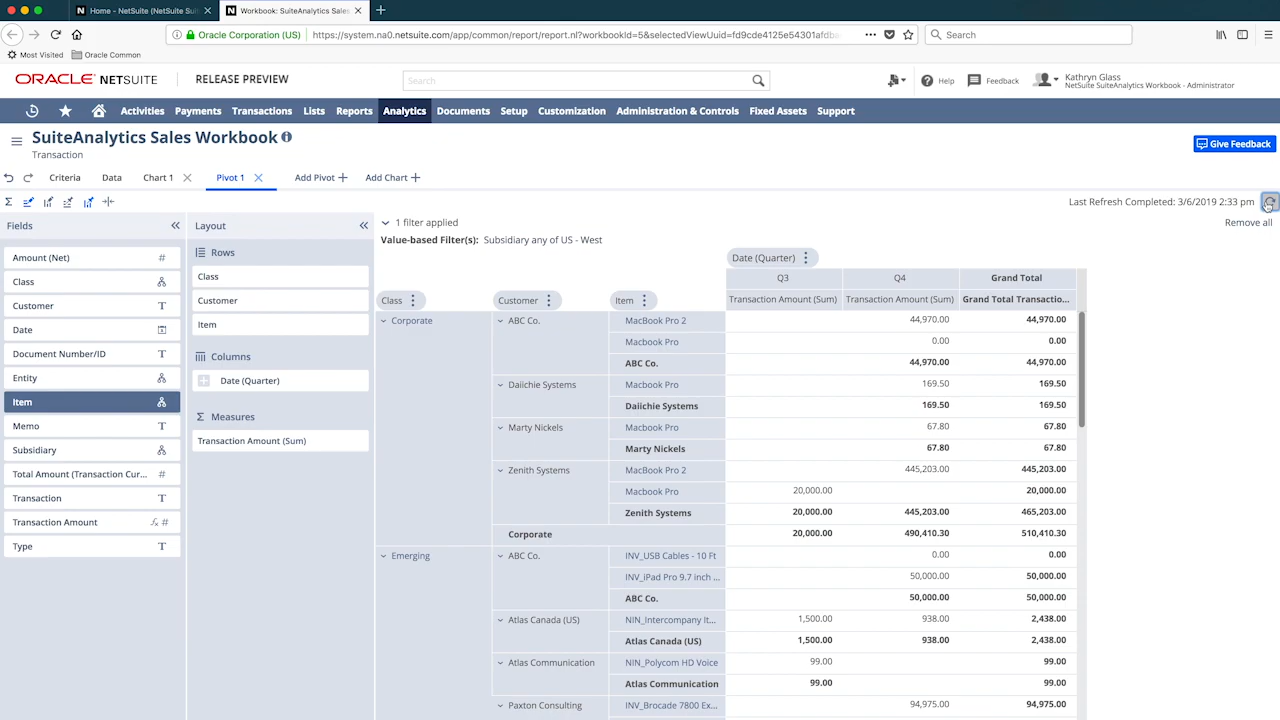 Home - NetSuite (NetSuite Suite
Workbook: SuiteAnalytics Sales
Oracle Corporation (US)
https://system.na0.netsuite.com/app/common/report/report.nl?workbookId=5&selectedViewUuid=fd9cde4125e54301afdba
Search
Most Visited
Oracle Common
ORACLE NETSUITE
RELEASE PREVIEW
Search
Help
Feedback
Kathryn Glass
NetSuite SuiteAnalytics Workbook - Administrator
Activities Payments Transactions Lists Reports Analytics Documents Setup Customization Administration & Controls Fixed Assets Support
SuiteAnalytics Sales Workbook
Transaction
Give Feedback
Criteria Data Chart 1 Pivot 1 Add Pivot + Add Chart +
Last Refresh Completed: 3/6/2019 2:33 pm
Fields
Amount (Net) #
Class
Customer T
Date
Document Number/ID T
Entity
Item
Memo T
Subsidiary
Total Amount (Transaction Cur... #
Transaction T
Transaction Amount fx #
Type T
Layout
Rows
Class
Customer
Item
Columns
Date (Quarter)
Σ Measures
Transaction Amount (Sum)
1 filter applied
Remove all
Value-based Filter(s): Subsidiary any of US - West
Date (Quarter)
Q3 Q4 Grand Total
Class Customer Item Transaction Amount (Sum) Transaction Amount (Sum) Grand Total Transactio...
Corporate ABC Co. MacBook Pro 2 44,970.00 44,970.00
Macbook Pro 0.00 0.00
ABC Co. 44,970.00 44,970.00
Daiichie Systems Macbook Pro 169.50 169.50
Daiichie Systems 169.50 169.50
Marty Nickels Macbook Pro 67.80 67.80
Marty Nickels 67.80 67.80
Zenith Systems MacBook Pro 2 445,203.00 445,203.00
Macbook Pro 20,000.00 20,000.00
Zenith Systems 20,000.00 445,203.00 465,203.00
Corporate 20,000.00 490,410.30 510,410.30
Emerging ABC Co. INV_USB Cables - 10 Ft 0.00 0.00
INV_iPad Pro 9.7 inch ... 50,000.00 50,000.00
ABC Co. 50,000.00 50,000.00
Atlas Canada (US) NIN_Intercompany It... 1,500.00 938.00 2,438.00
Atlas Canada (US) 1,500.00 938.00 2,438.00
Atlas Communication NIN_Polycom HD Voice 99.00 99.00
Atlas Communication 99.00 99.00
Paxton Consulting INV_Brocade 7800 Ex... 94,975.00 94,975.00